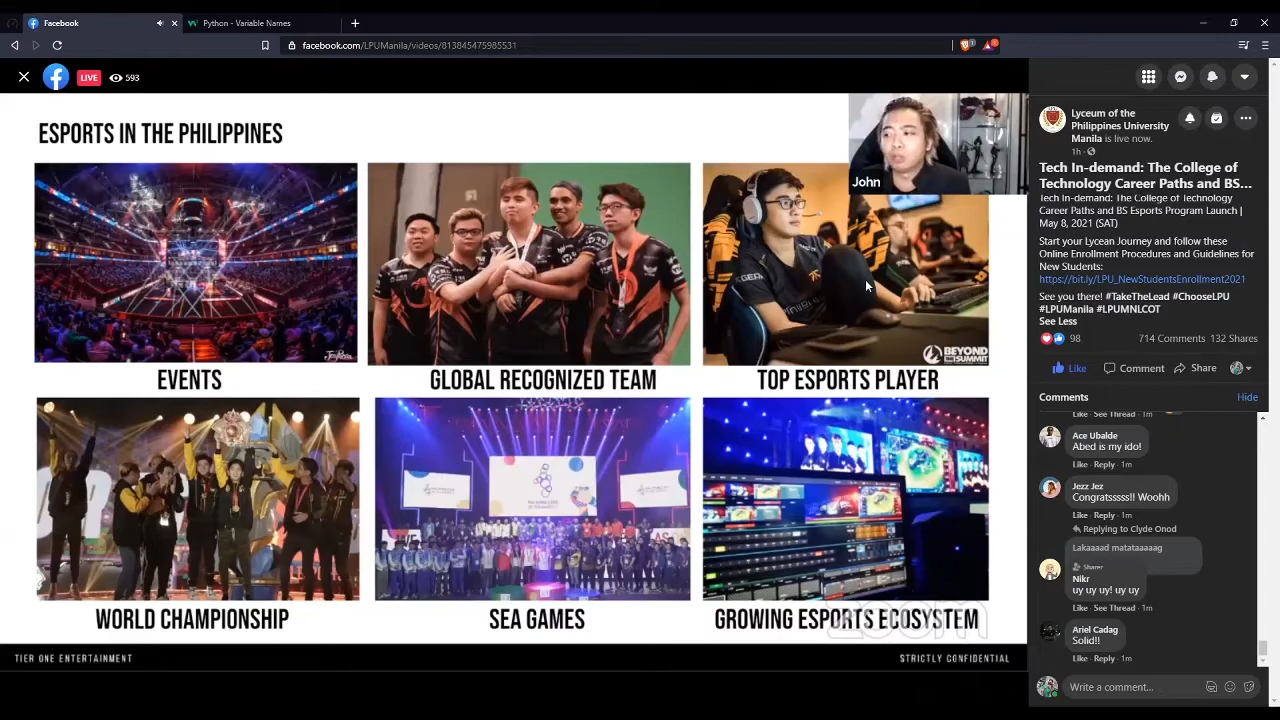 Facebook
Python - Variable Names
facebook.com/LPUManila/videos/813845475985531
LIVE
593
ESPORTS IN THE PHILIPPINES
John
BEYOND
THE SUMMIT
EVENTS
GLOBAL RECOGNIZED TEAM
TOP ESPORTS PLAYER
WORLD CHAMPIONSHIP
SEA GAMES
GROWING ESPORTS ECOSYSTEM
zoom
TIER ONE ENTERTAINMENT
STRICTLY CONFIDENTIAL
Lyceum of the
Philippines University
Manila is live now.
1h
Tech In-demand: The College of
Technology Career Paths and BS...
Tech In-demand: The College of Technology
Career Paths and BS Esports Program Launch |
May 8, 2021 (SAT)
Start your Lycean Journey and follow these
Online Enrollment Procedures and Guidelines for
New Students:
https://bit.ly/LPU_NewStudentsEnrollment2021
See you there! #TakeTheLead #ChooseLPU
#LPUManila #LPUMNLCOT
See Less
98
714 Comments 132 Shares
Like Comment Share
Comments Hide
Like · See Thread · 1m
Ace Ubalde
Abed is my ido!
Like · Reply · 1m
Jezz Jez
Congratsssss!! Woohh
Like · Reply · 1m
Replying to Clyde Onod
Lakaaaad matataaaaag
Sharer
Nikr
uy uy uy! uy uy
Like · See Thread · 1m
Ariel Cadag
Solid!!
Like · Reply · 1m
Write a comment...